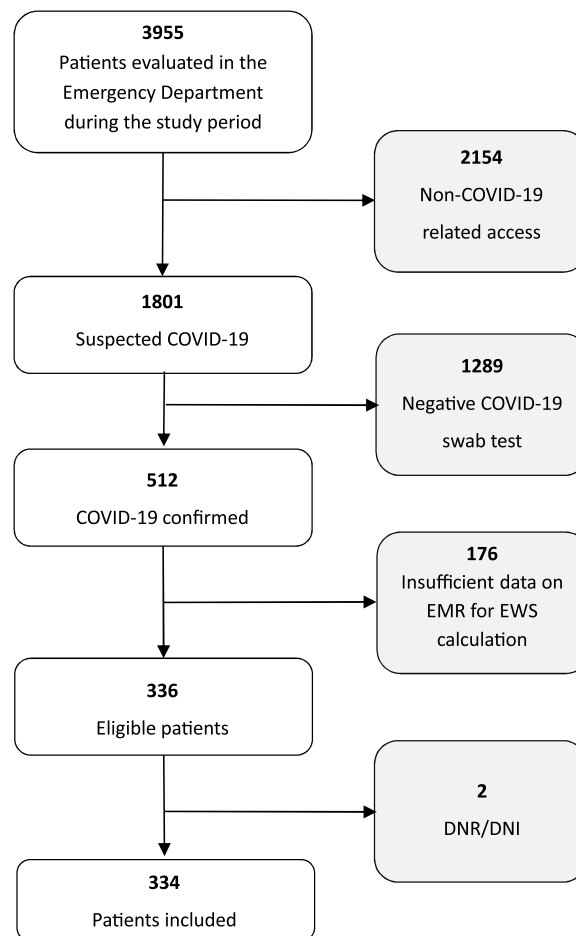 3955
Patients evaluated in the
Emergency Department
during the study period
2154
Non-COVID-19
related access
1801
Suspected COVID-19
1289
Negative COVID-19
swab test
512
COVID-19 confirmed
176
Insufficient data on
EMR for EWS
calculation
336
Eligible patients
2
DNR/DNI
334
Patients included